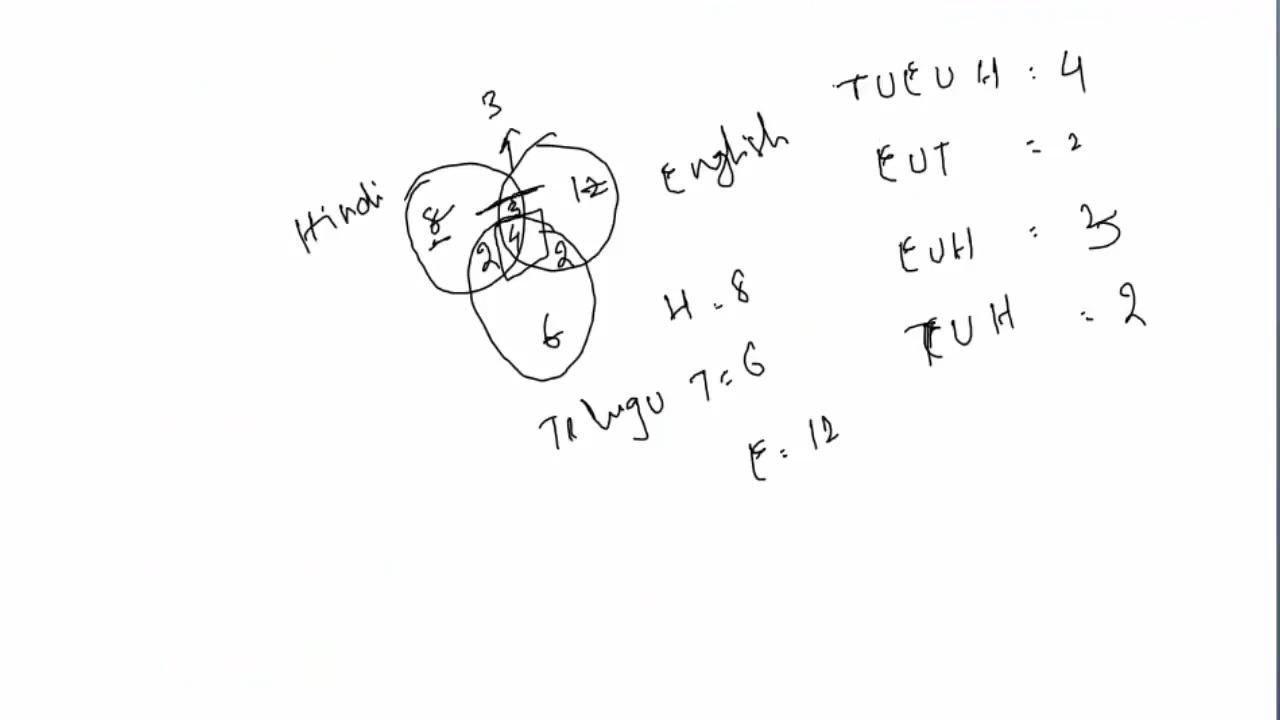 3
Hindi
English
8
3
12
4
2
2
6
Telugu
H = 8
T = 6
E = 12
TUEUH : 4
EUT = 2
EUH : 3
TUH = 2